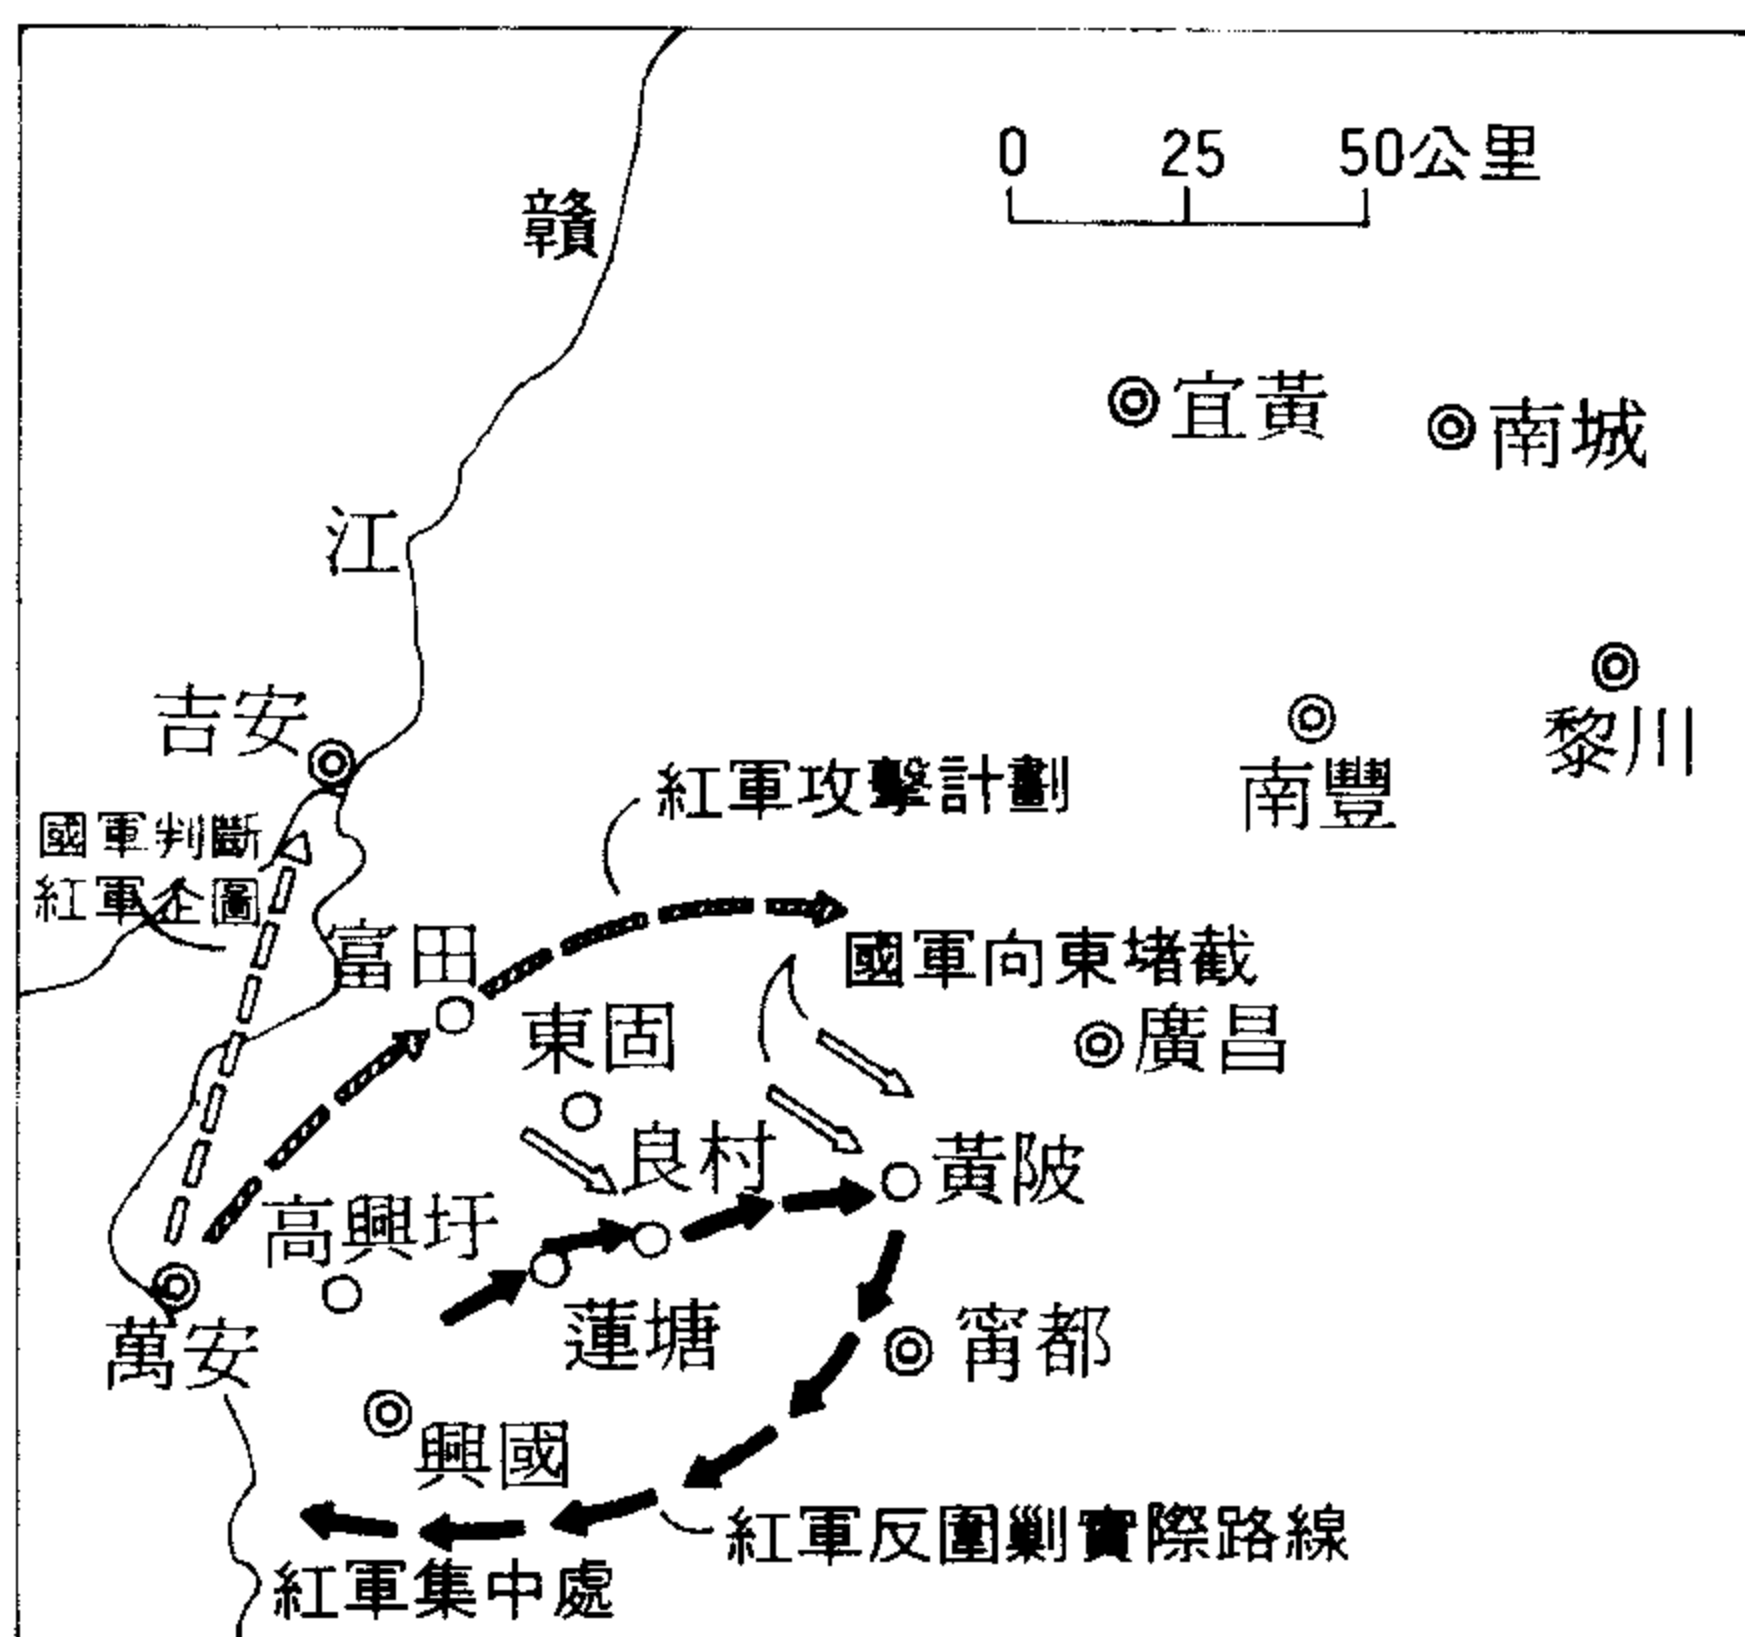 0 25 50公里
贛
江
宜黃
南城
吉安
黎川
南豐
紅軍攻擊計劃
國軍判斷
紅軍企圖
富田
國軍向東堵截
東固
廣昌
良村
黃陂
高興圩
蓮塘
甯都
萬安
興國
紅軍反圍剿實際路線
紅軍集中處